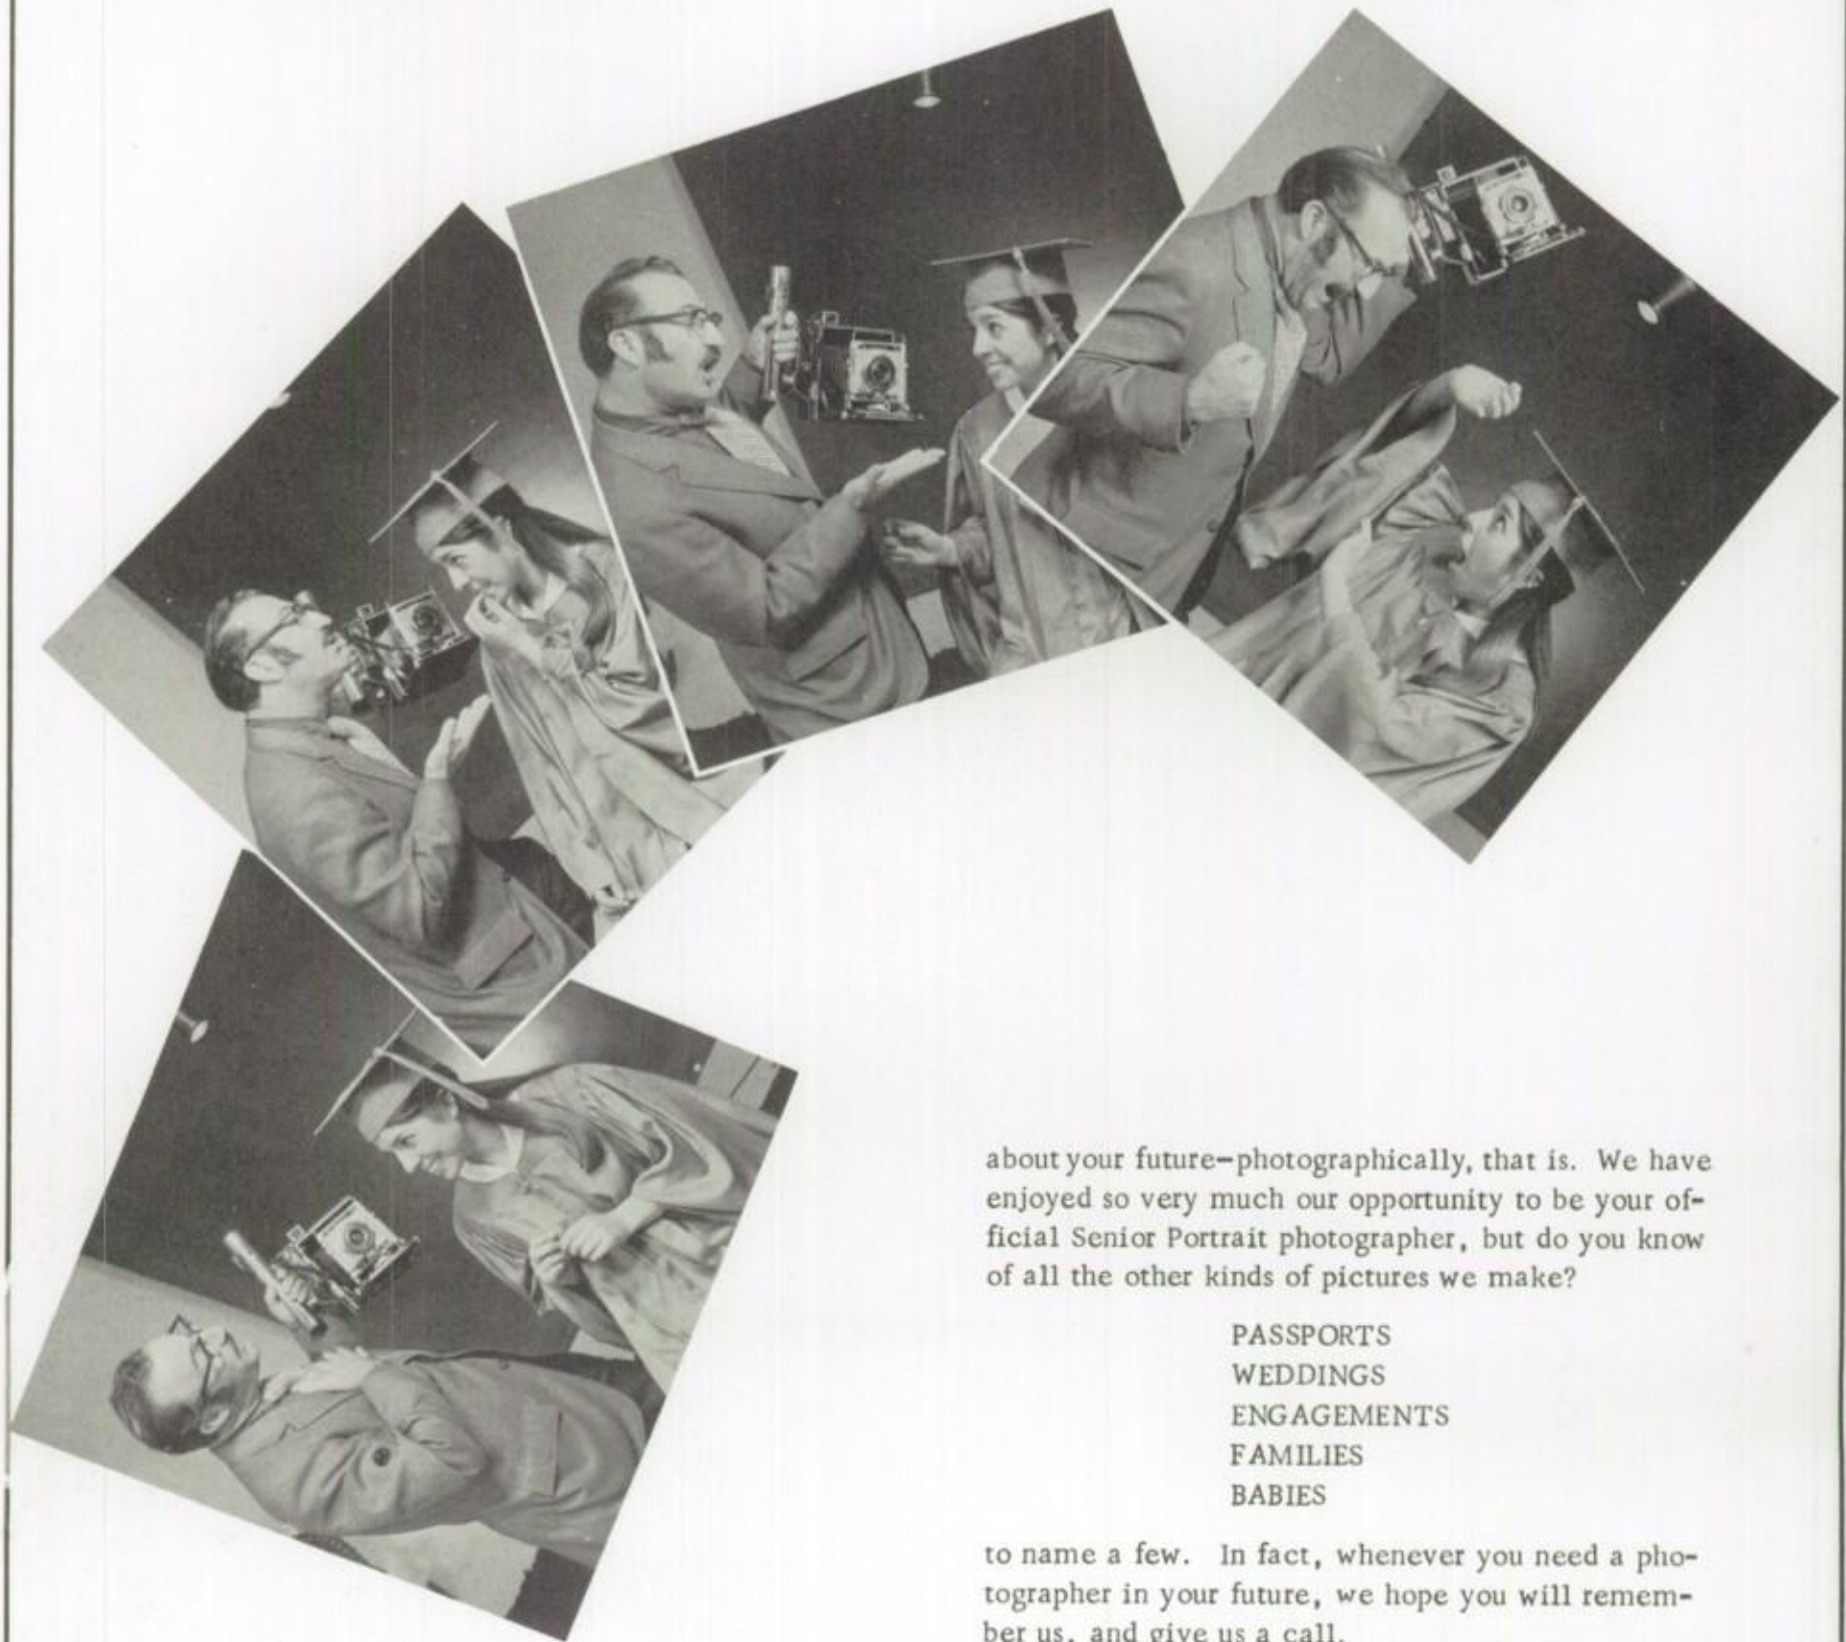 about your future-photographically, that is. We have
enjoyed so very much our opportunity to be your of-
ficial Senior Portrait photographer, but do you know
of all the other kinds of pictures we make?
PASSPORTS
WEDDINGS
ENGAGEMENTS
FAMILIES
BABIES
to name a few. In fact, whenever you need a pho-
tographer in your future, we hope you will remem-
ber us, and give us a call.